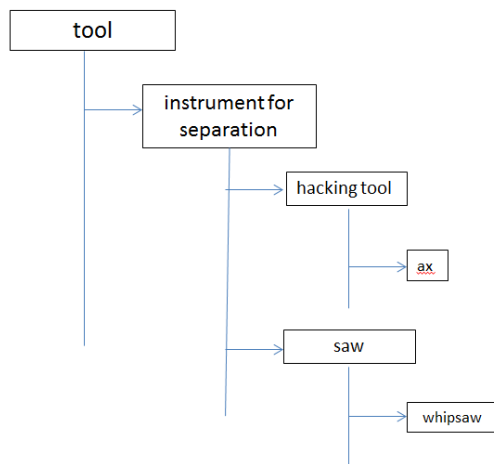 tool
instrument for
separation
hacking tool
ax
saw
whipsaw